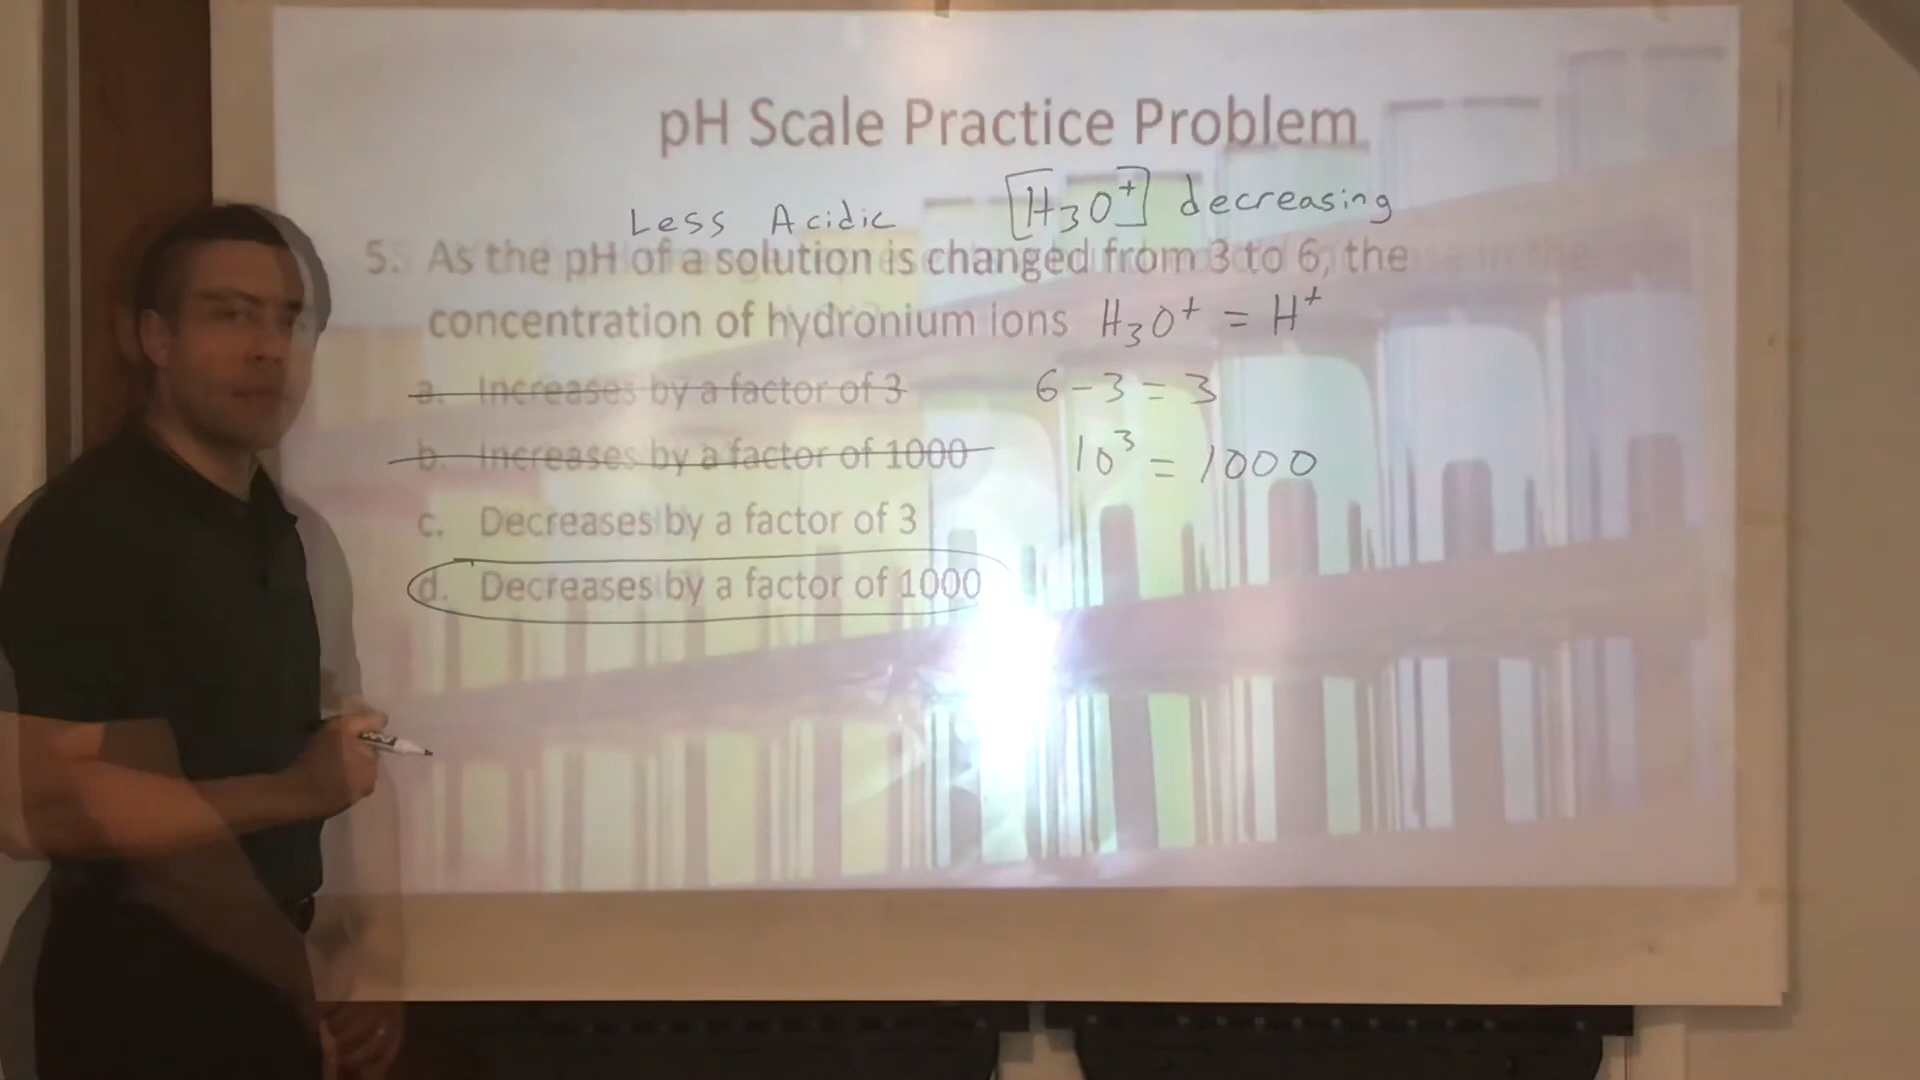 pH Scale Practice Problem
Less Acidic [H₃O⁺] decreasing
5. As the pH of a solution is changed from 3 to 6, the
concentration of hydronium ions H₃O⁺ = H⁺
a. Increases by a factor of 3 6 - 3 = 3
b. Increases by a factor of 1000 10³ = 1000
c. Decreases by a factor of 3
d. Decreases by a factor of 1000